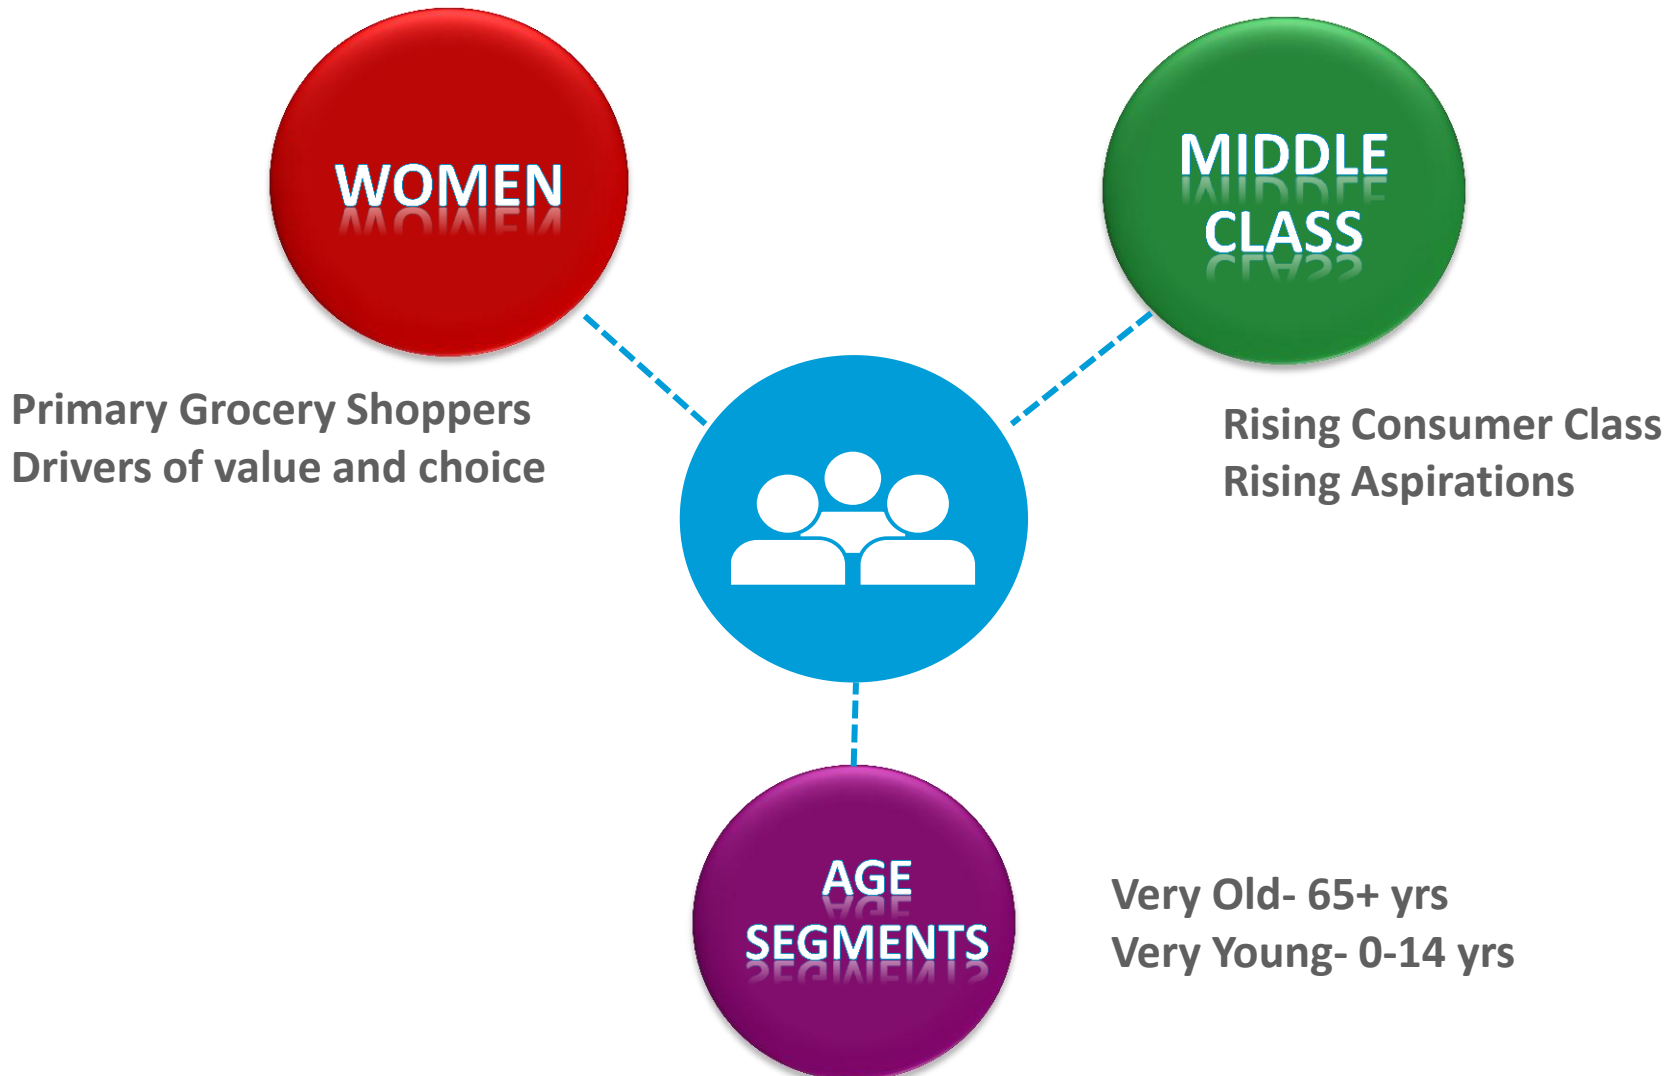 WOMEN
Primary Grocery Shoppers
Drivers of value and choice
MIDDLE
CLASS
Rising Consumer Class
Rising Aspirations
AGE
SEGMENTS
Very Old- 65+ yrs
Very Young- 0-14 yrs